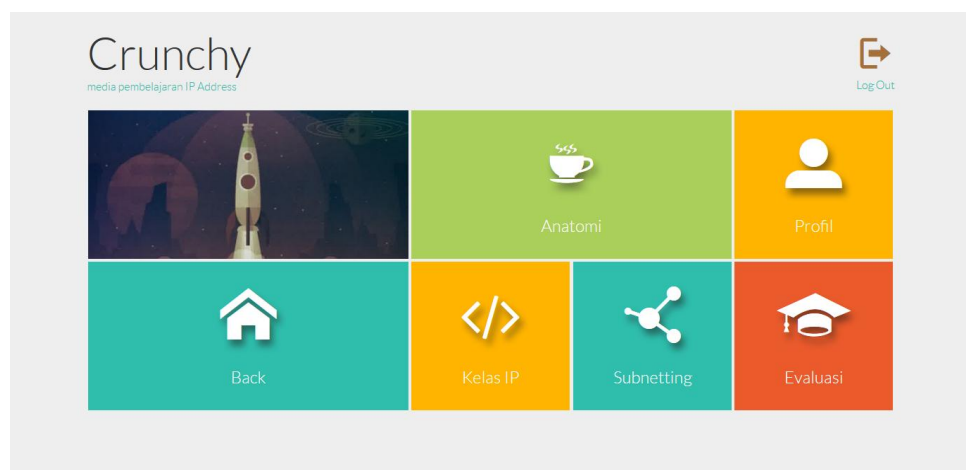 Crunchy
media pembelajaran IP Address
Log Out
Anatomi
Profil
Back
Kelas IP
Subnetting
Evaluasi